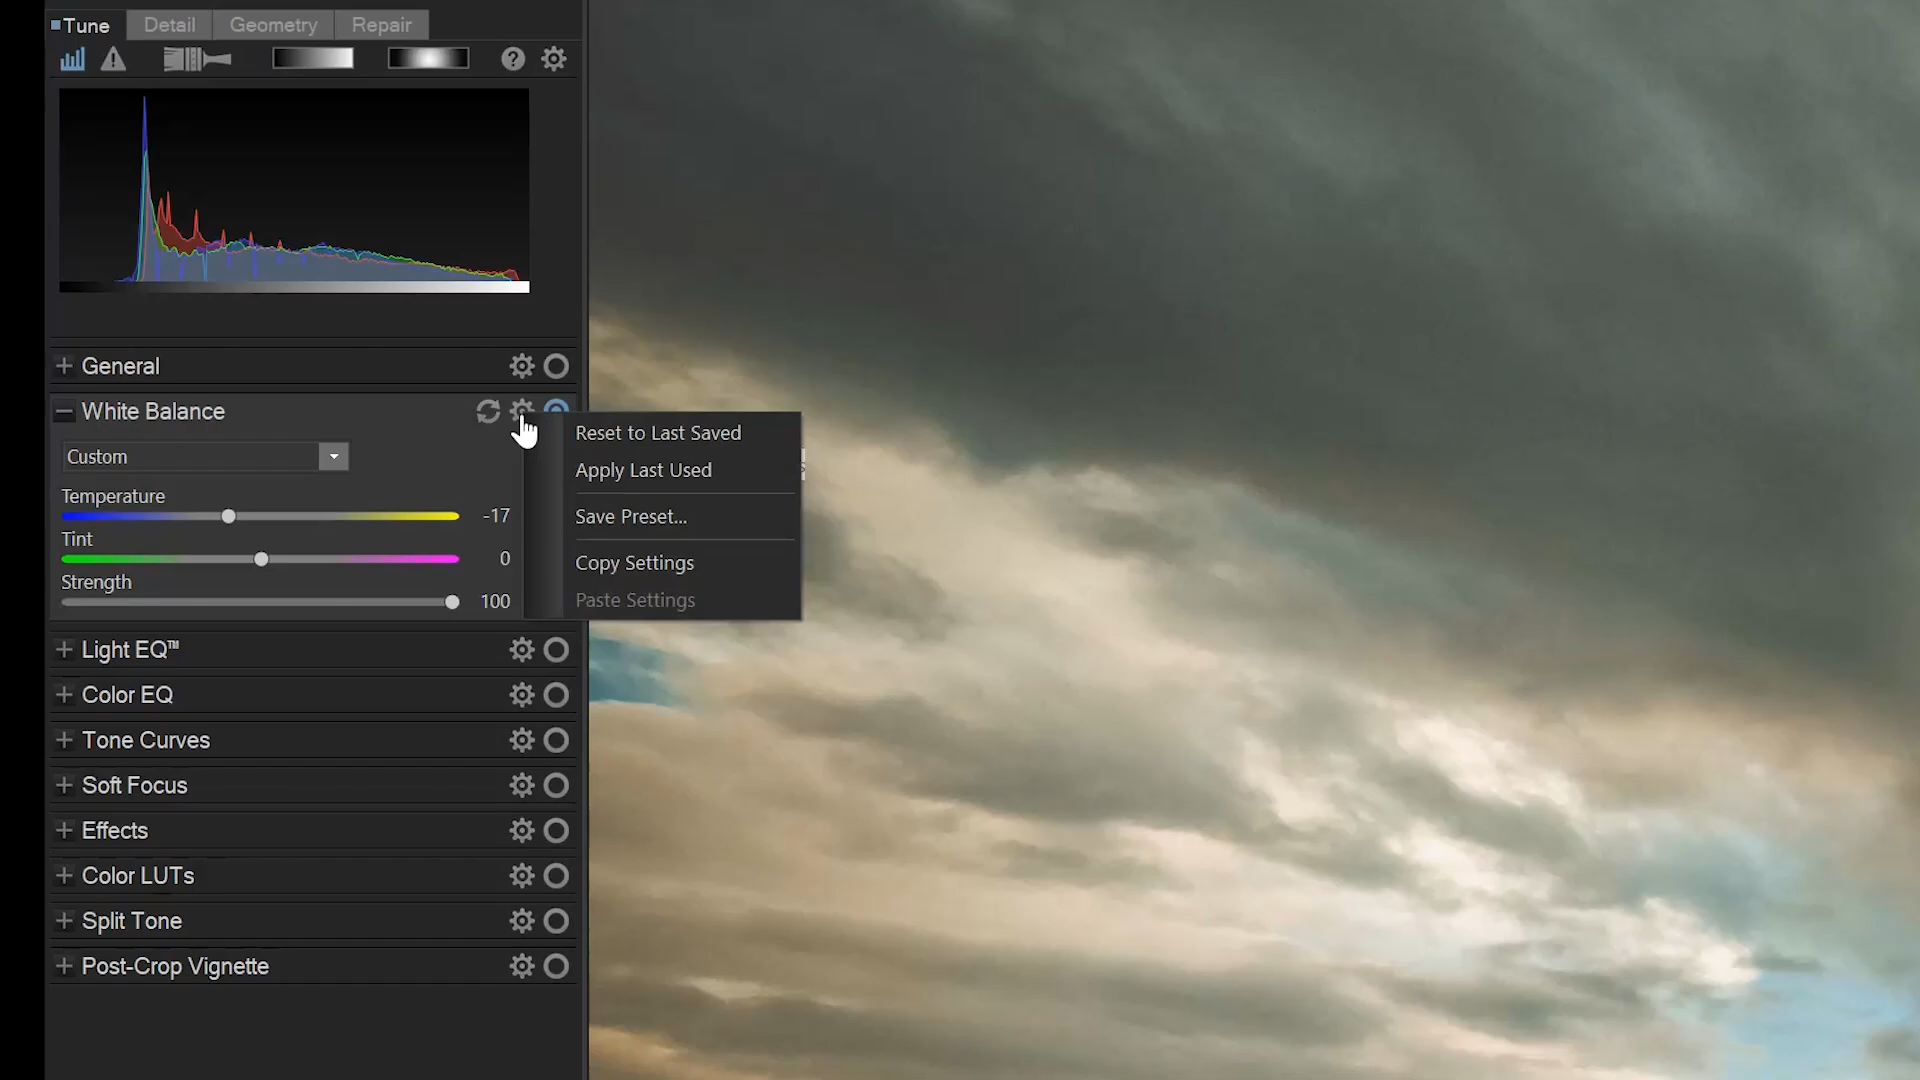 Tune Detail Geometry Repair
General
White Balance
Custom
Temperature
-17
Tint
0
Strength
100
Reset to Last Saved
Apply Last Used
Save Preset...
Copy Settings
Paste Settings
Light EQ™
Color EQ
Tone Curves
Soft Focus
Effects
Color LUTs
Split Tone
Post-Crop Vignette